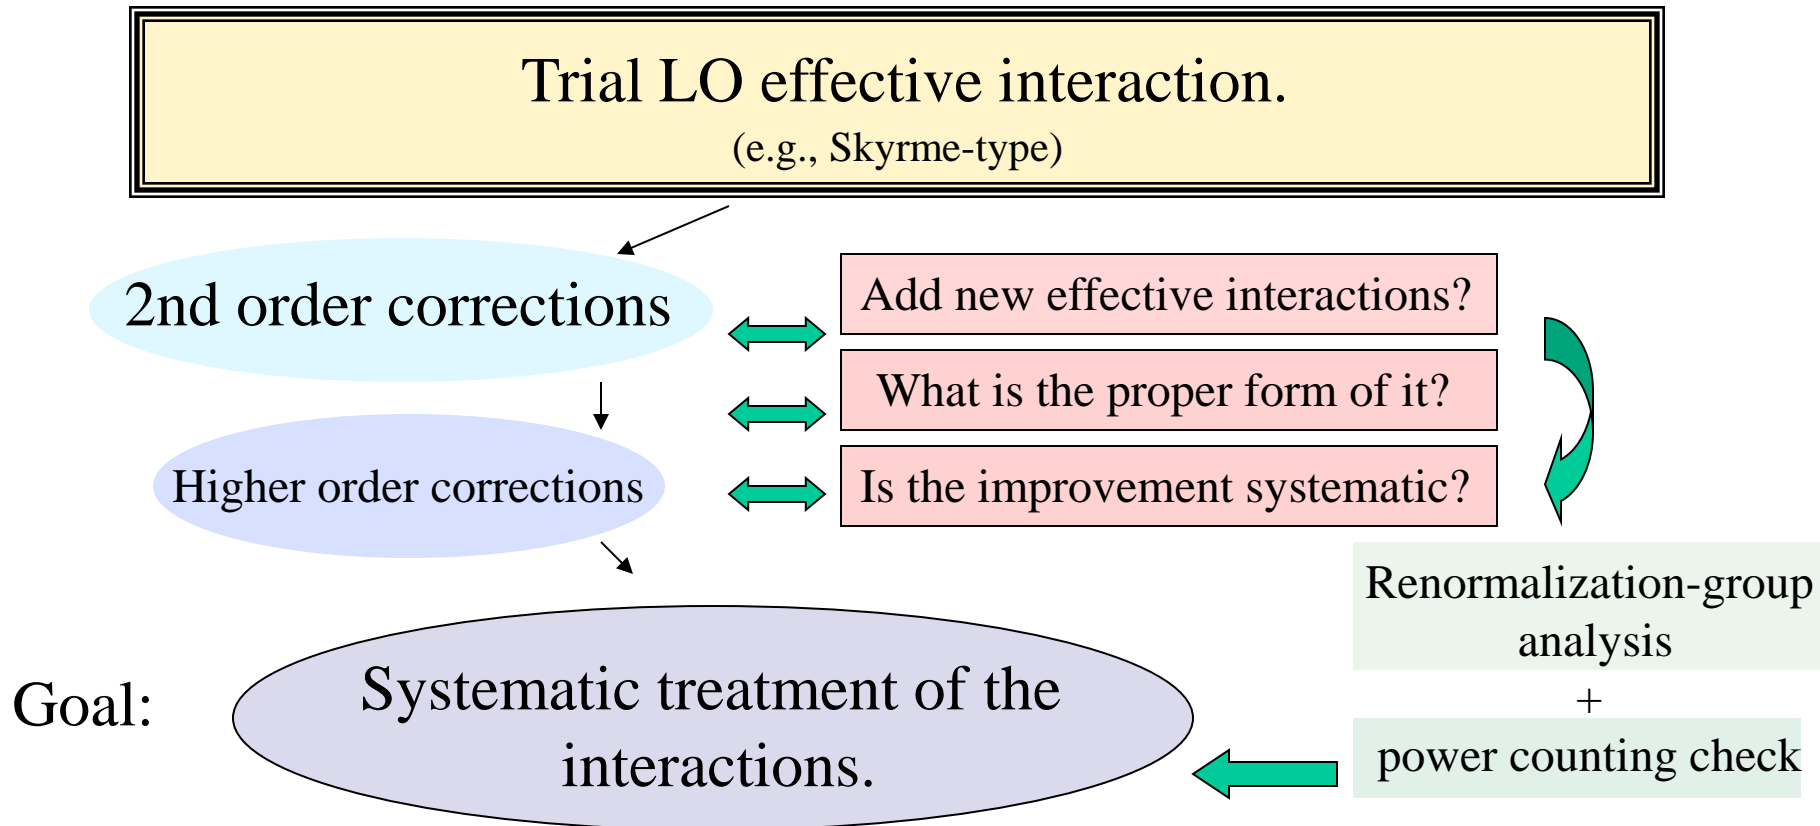 Trial LO effective interaction.
(e.g., Skyrme-type)
2nd order corrections
Add new effective interactions?
What is the proper form of it?
Higher order corrections
Is the improvement systematic?
Renormalization-group
analysis
+
power counting check
Goal:
Systematic treatment of the
interactions.